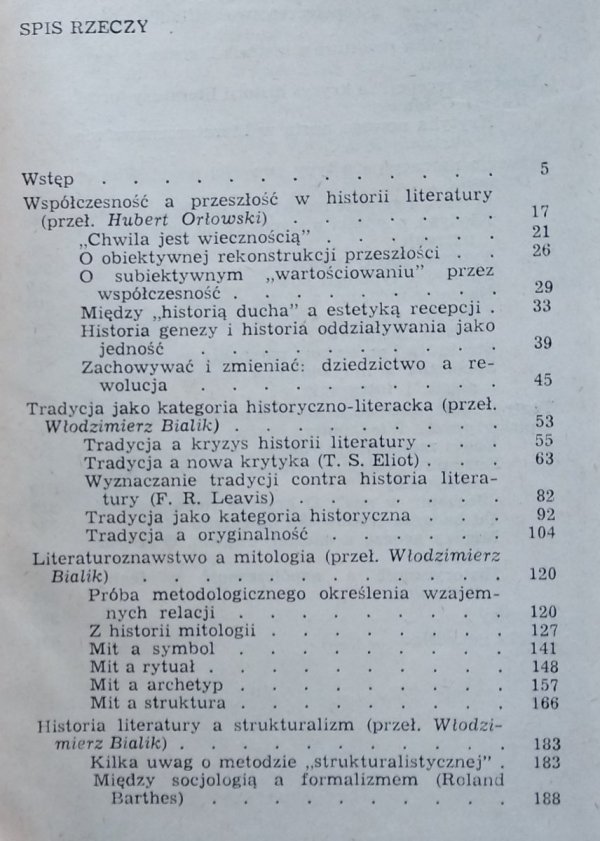 SPIS RZECZY
Wstęp . . . . . . . . . . . . . 5
Współczesność a przeszłość w historii literatury
(przeł. Hubert Orłowski) . . . . . . . 17
„Chwila jest wiecznością” . . . . . . 21
O obiektywnej rekonstrukcji przeszłości . . 26
O subiektywnym „wartościowaniu” przez
współczesność . . . . . . . . . 29
Między „historią ducha” a estetyką recepcji . 33
Historia genezy i historia oddziaływania jako
jedność . . . . . . . . . . 39
Zachowywać i zmieniać: dziedzictwo a re-
wolucja . . . . . . . . . . 45
Tradycja jako kategoria historyczno-literacka (przeł.
Włodzimierz Bialik) . . . . . . . . . 53
Tradycja a kryzys historii literatury . . . 55
Tradycja a nowa krytyka (T. S. Eliot) . . . 63
Wyznaczanie tradycji contra historia litera-
tury (F. R. Leavis) . . . . . . . 82
Tradycja jako kategoria historyczna . . . 92
Tradycja a oryginalność . . . . . . 104
Literaturoznawstwo a mitologia (przeł. Włodzimierz
Bialik) . . . . . . . . . . . . 120
Próba metodologicznego określenia wzajem-
nych relacji . . . . . . . . . 120
Z historii mitologii . . . . . . . . 127
Mit a symbol . . . . . . . . . 141
Mit a rytuał . . . . . . . . . . 148
Mit a archetyp . . . . . . . . . 157
Mit a struktura . . . . . . . . . 166
Historia literatury a strukturalizm (przeł. Włodzi-
mierz Bialik) . . . . . . . . . . . 183
Kilka uwag o metodzie „strukturalistycznej” . 183
Między socjologią a formalizmem (Roland
Barthes) . . . . . . . . . . 188